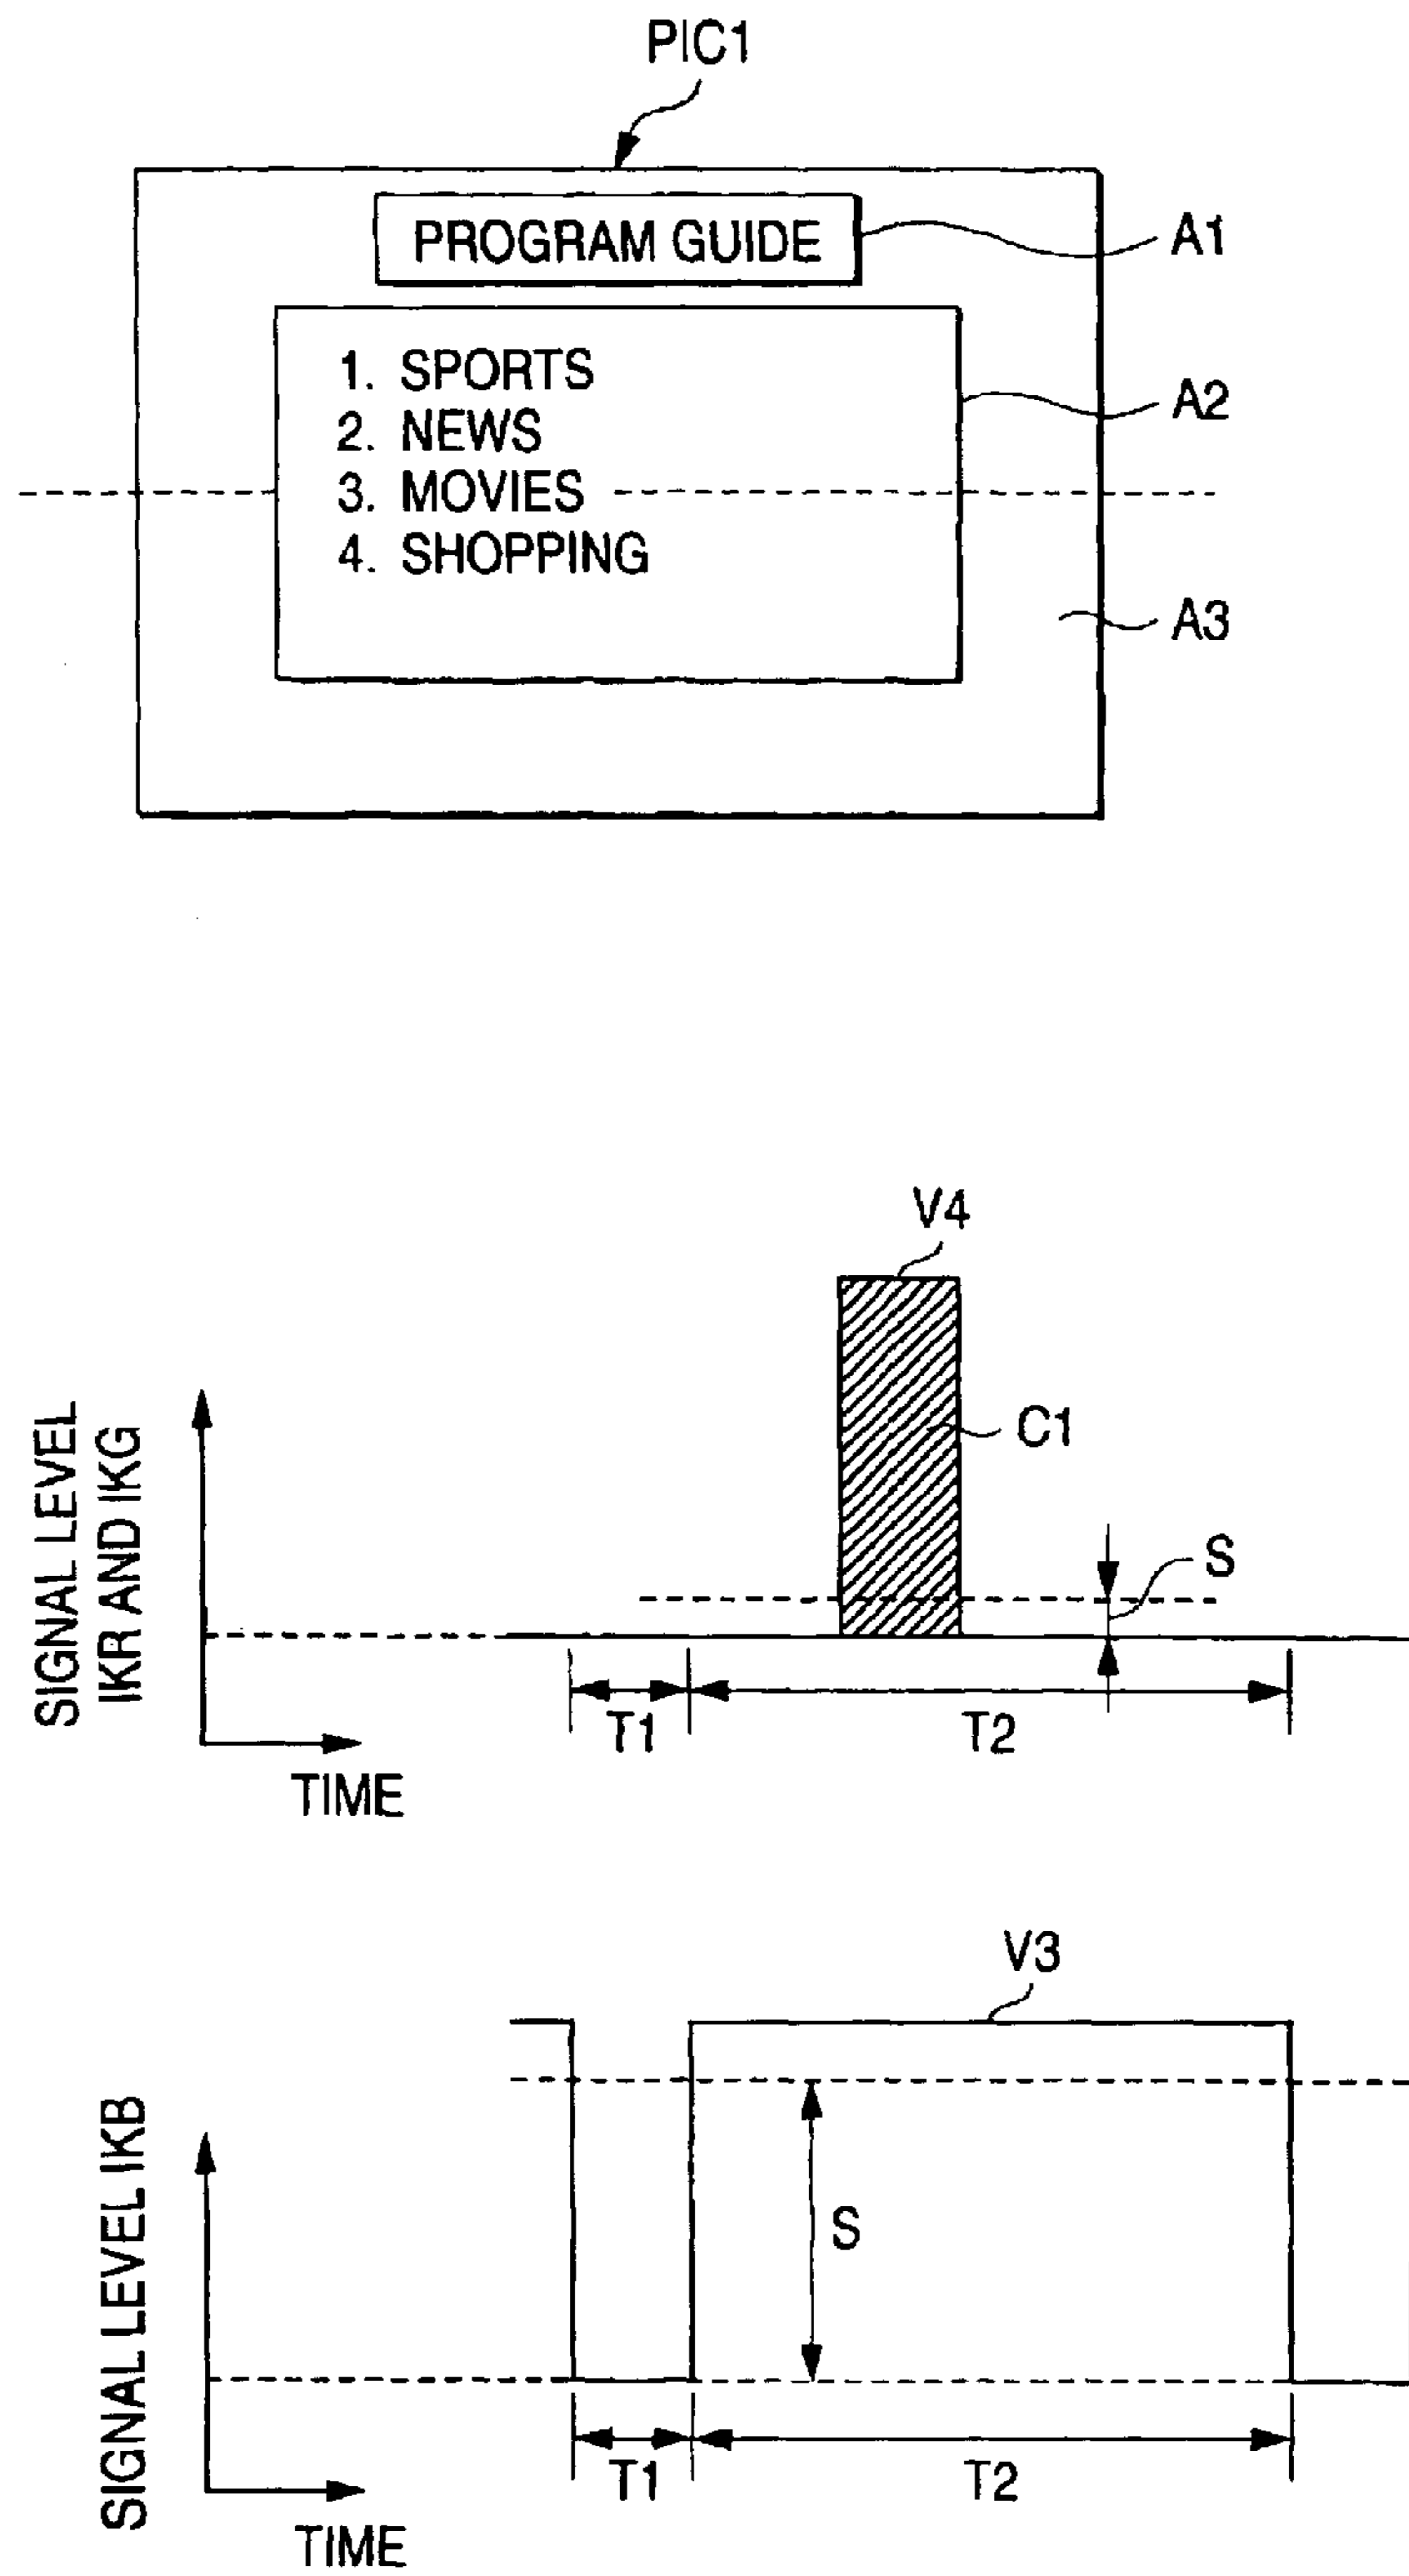 PIC1
PROGRAM GUIDE
A1
1. SPORTS
2. NEWS
3. MOVIES
4. SHOPPING
A2
A3
V4
C1
S
SIGNAL LEVEL
IKR AND IKG
T1
T2
TIME
V3
SIGNAL LEVEL IKB
S
T1
T2
TIME